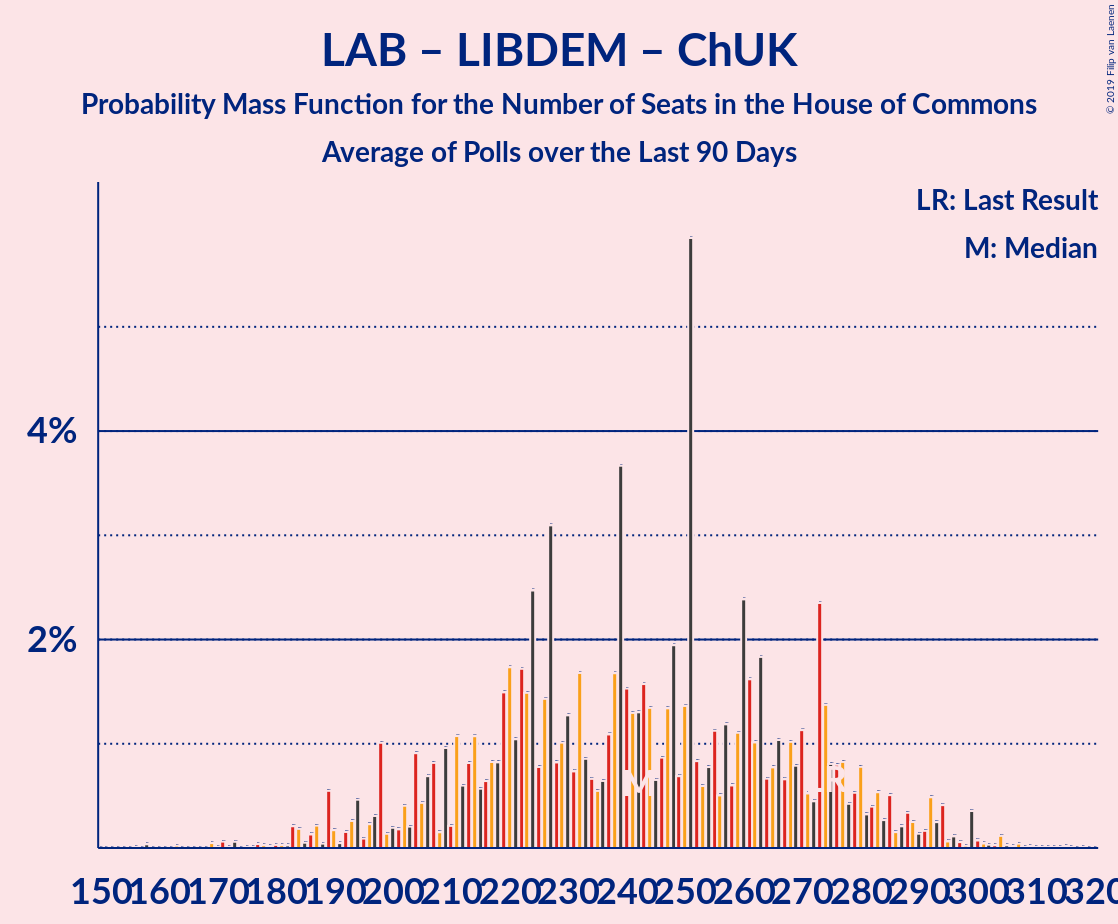 LAB – LIBDEM – ChUK
Probability Mass Function for the Number of Seats in the House of Commons
Average of Polls over the Last 90 Days
© 2019 Filip van Laenen
LR: Last Result
M: Median
4%
2%
150 160 170 180 190 200 210 220 230 240 250 260 270 280 290 300 310 320